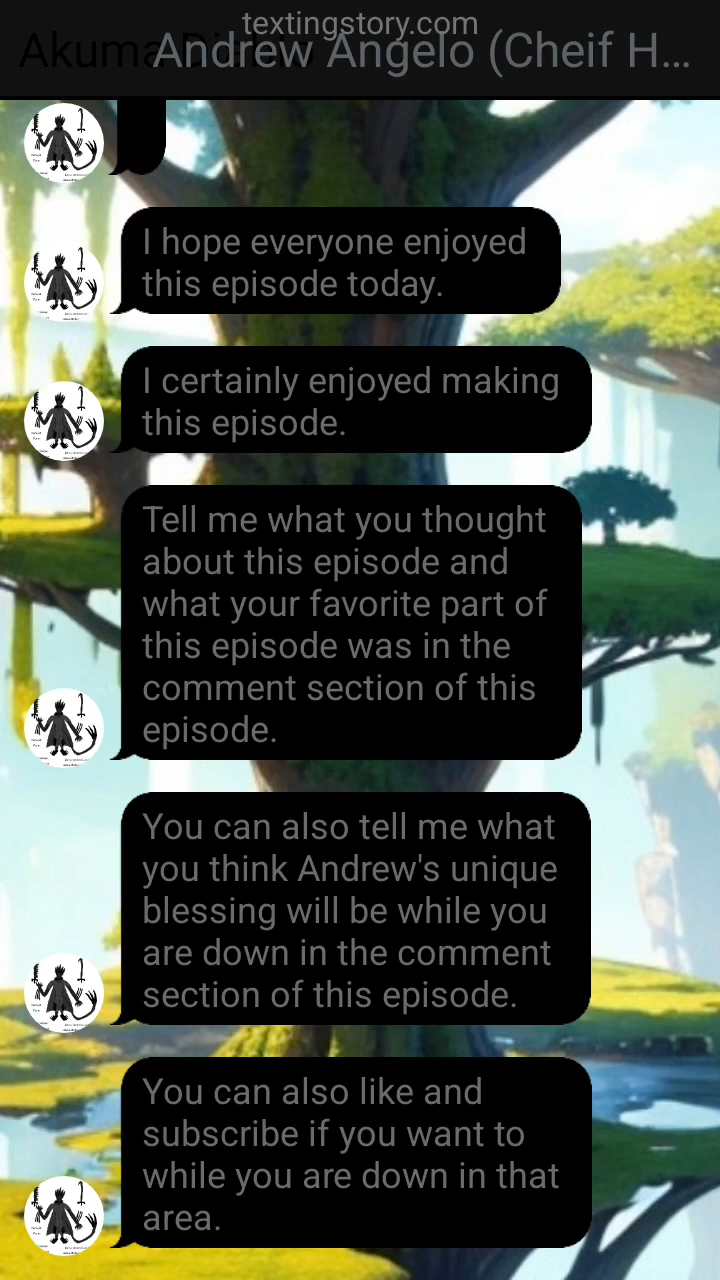 textingstory.com
Akuma Andrew Angelo (Cheif H...
I hope everyone enjoyed
this episode today.
I certainly enjoyed making
this episode.
Tell me what you thought
about this episode and
what your favorite part of
this episode was in the
comment section of this
episode.
You can also tell me what
you think Andrew's unique
blessing will be while you
are down in the comment
section of this episode.
You can also like and
subscribe if you want to
while you are down in that
area.